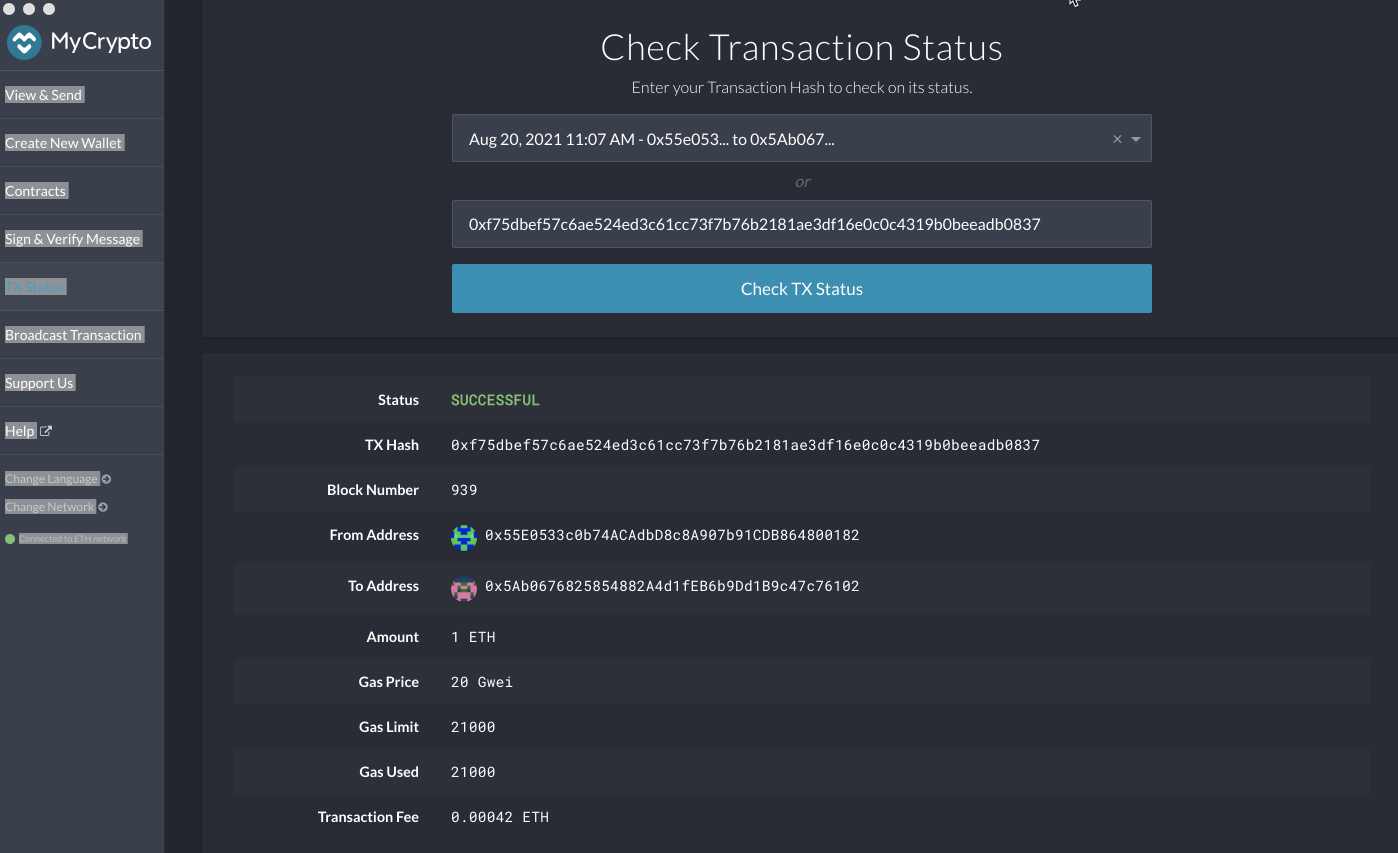 MyCrypto
View & Send
Create New Wallet
Contracts
Sign & Verify Message
TX Status
Broadcast Transaction
Support Us
Help
Change Language
Change Network
Connected to ETH network
Check Transaction Status
Enter your Transaction Hash to check on its status.
Aug 20, 2021 11:07 AM - 0x55e053... to 0x5Ab067...
or
0xf75dbef57c6ae524ed3c61cc73f7b76b2181ae3df16e0c0c4319b0beeadb0837
Check TX Status
Status SUCCESSFUL
TX Hash 0xf75dbef57c6ae524ed3c61cc73f7b76b2181ae3df16e0c0c4319b0beeadb0837
Block Number 939
From Address 0x55E0533c0b74ACAdbD8c8A907b91CDB864800182
To Address 0x5Ab0676825854882A4d1fEB6b9Dd1B9c47c76102
Amount 1 ETH
Gas Price 20 Gwei
Gas Limit 21000
Gas Used 21000
Transaction Fee 0.00042 ETH